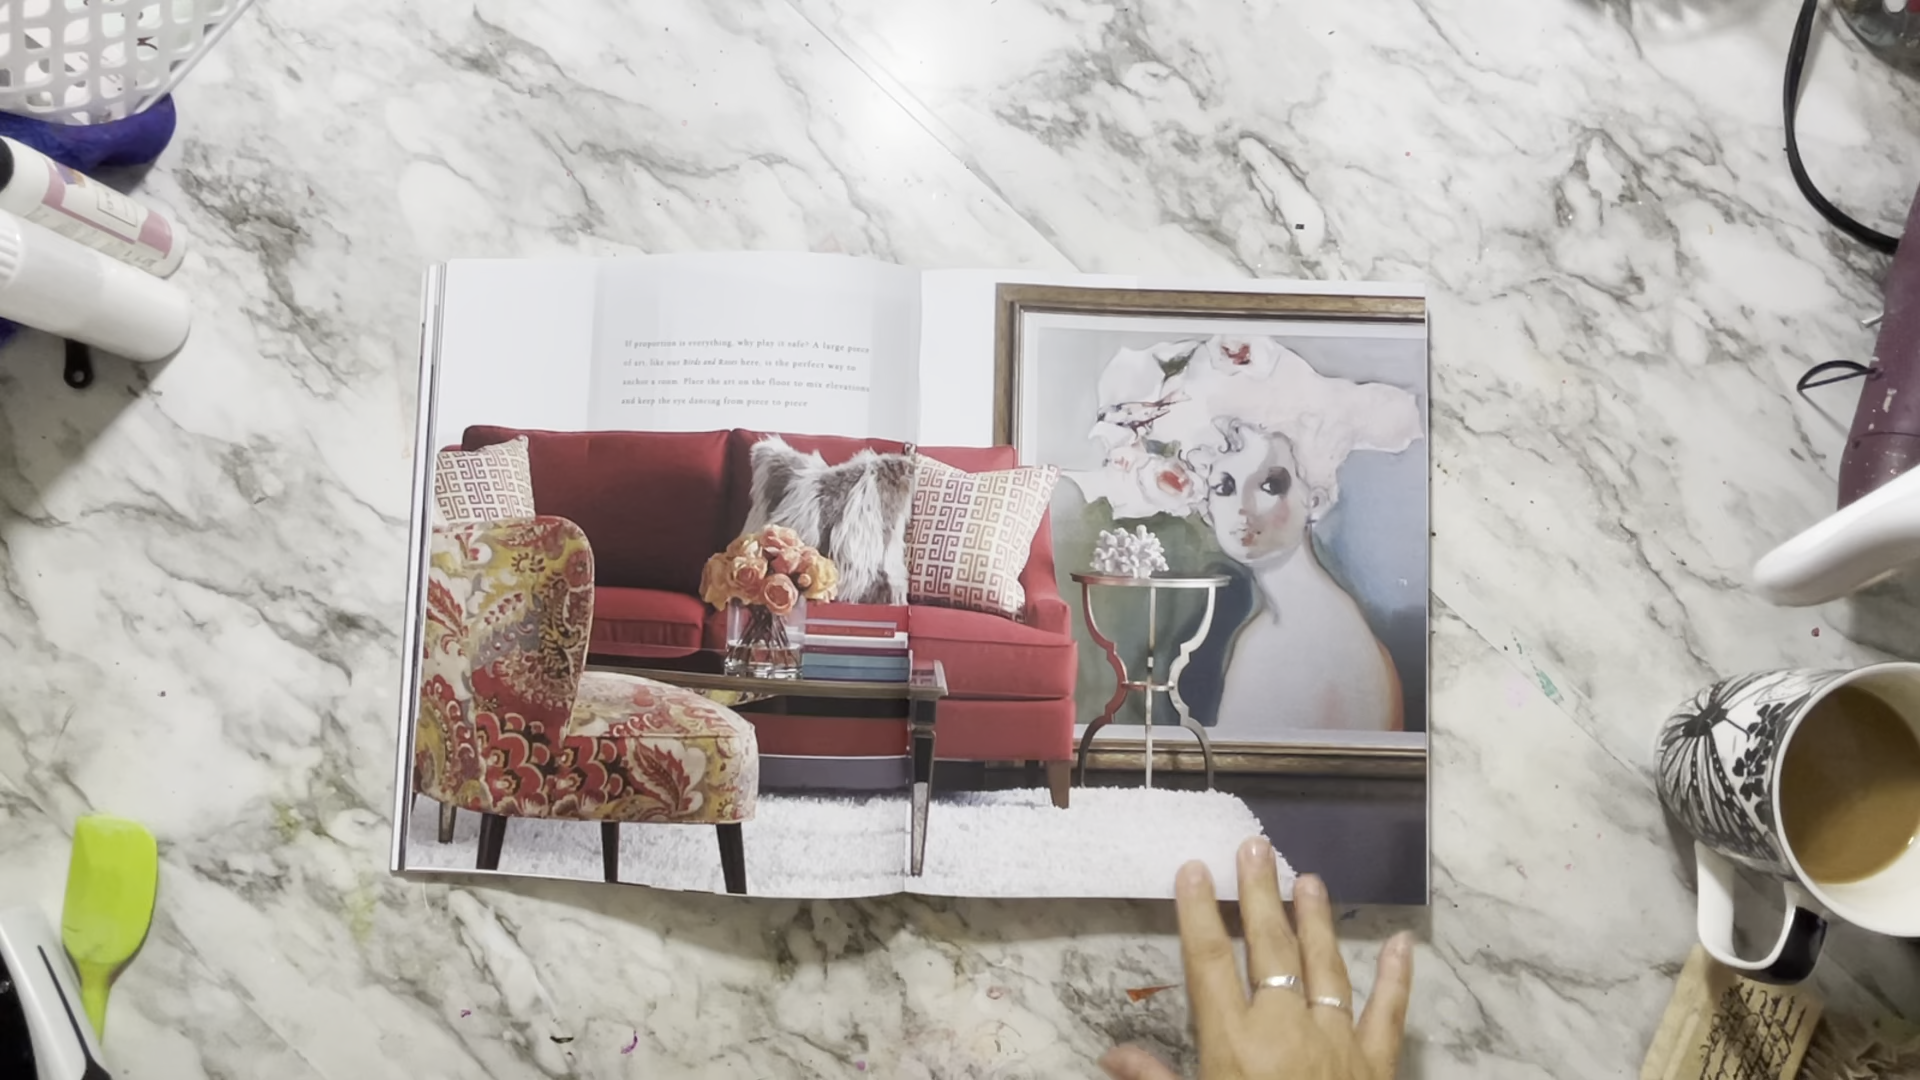 If proportion is everything, why play it safe? A large piece
of art, like our Birds and Roses here, is the perfect way to
anchor a room. Place the art on the floor to mix elevations
and keep the eye dancing from piece to piece